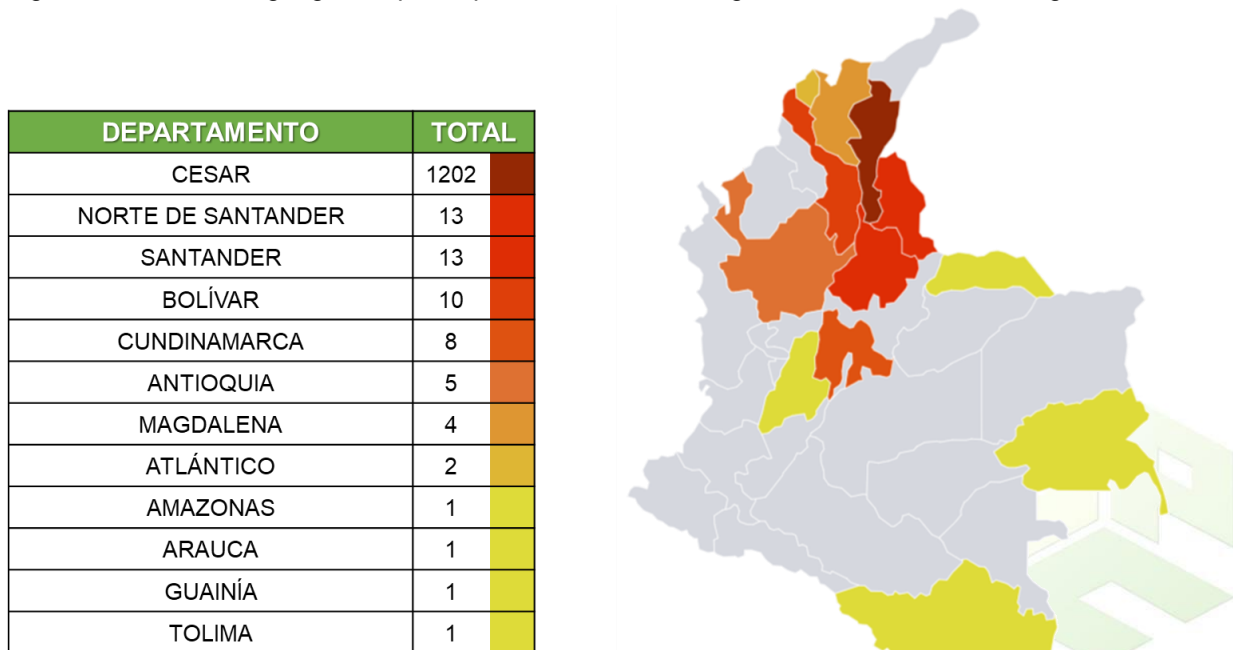 DEPARTAMENTO TOTAL
CESAR 1202
NORTE DE SANTANDER 13
SANTANDER 13
BOLÍVAR 10
CUNDINAMARCA 8
ANTIOQUIA 5
MAGDALENA 4
ATLÁNTICO 2
AMAZONAS 1
ARAUCA 1
GUAINÍA 1
TOLIMA 1